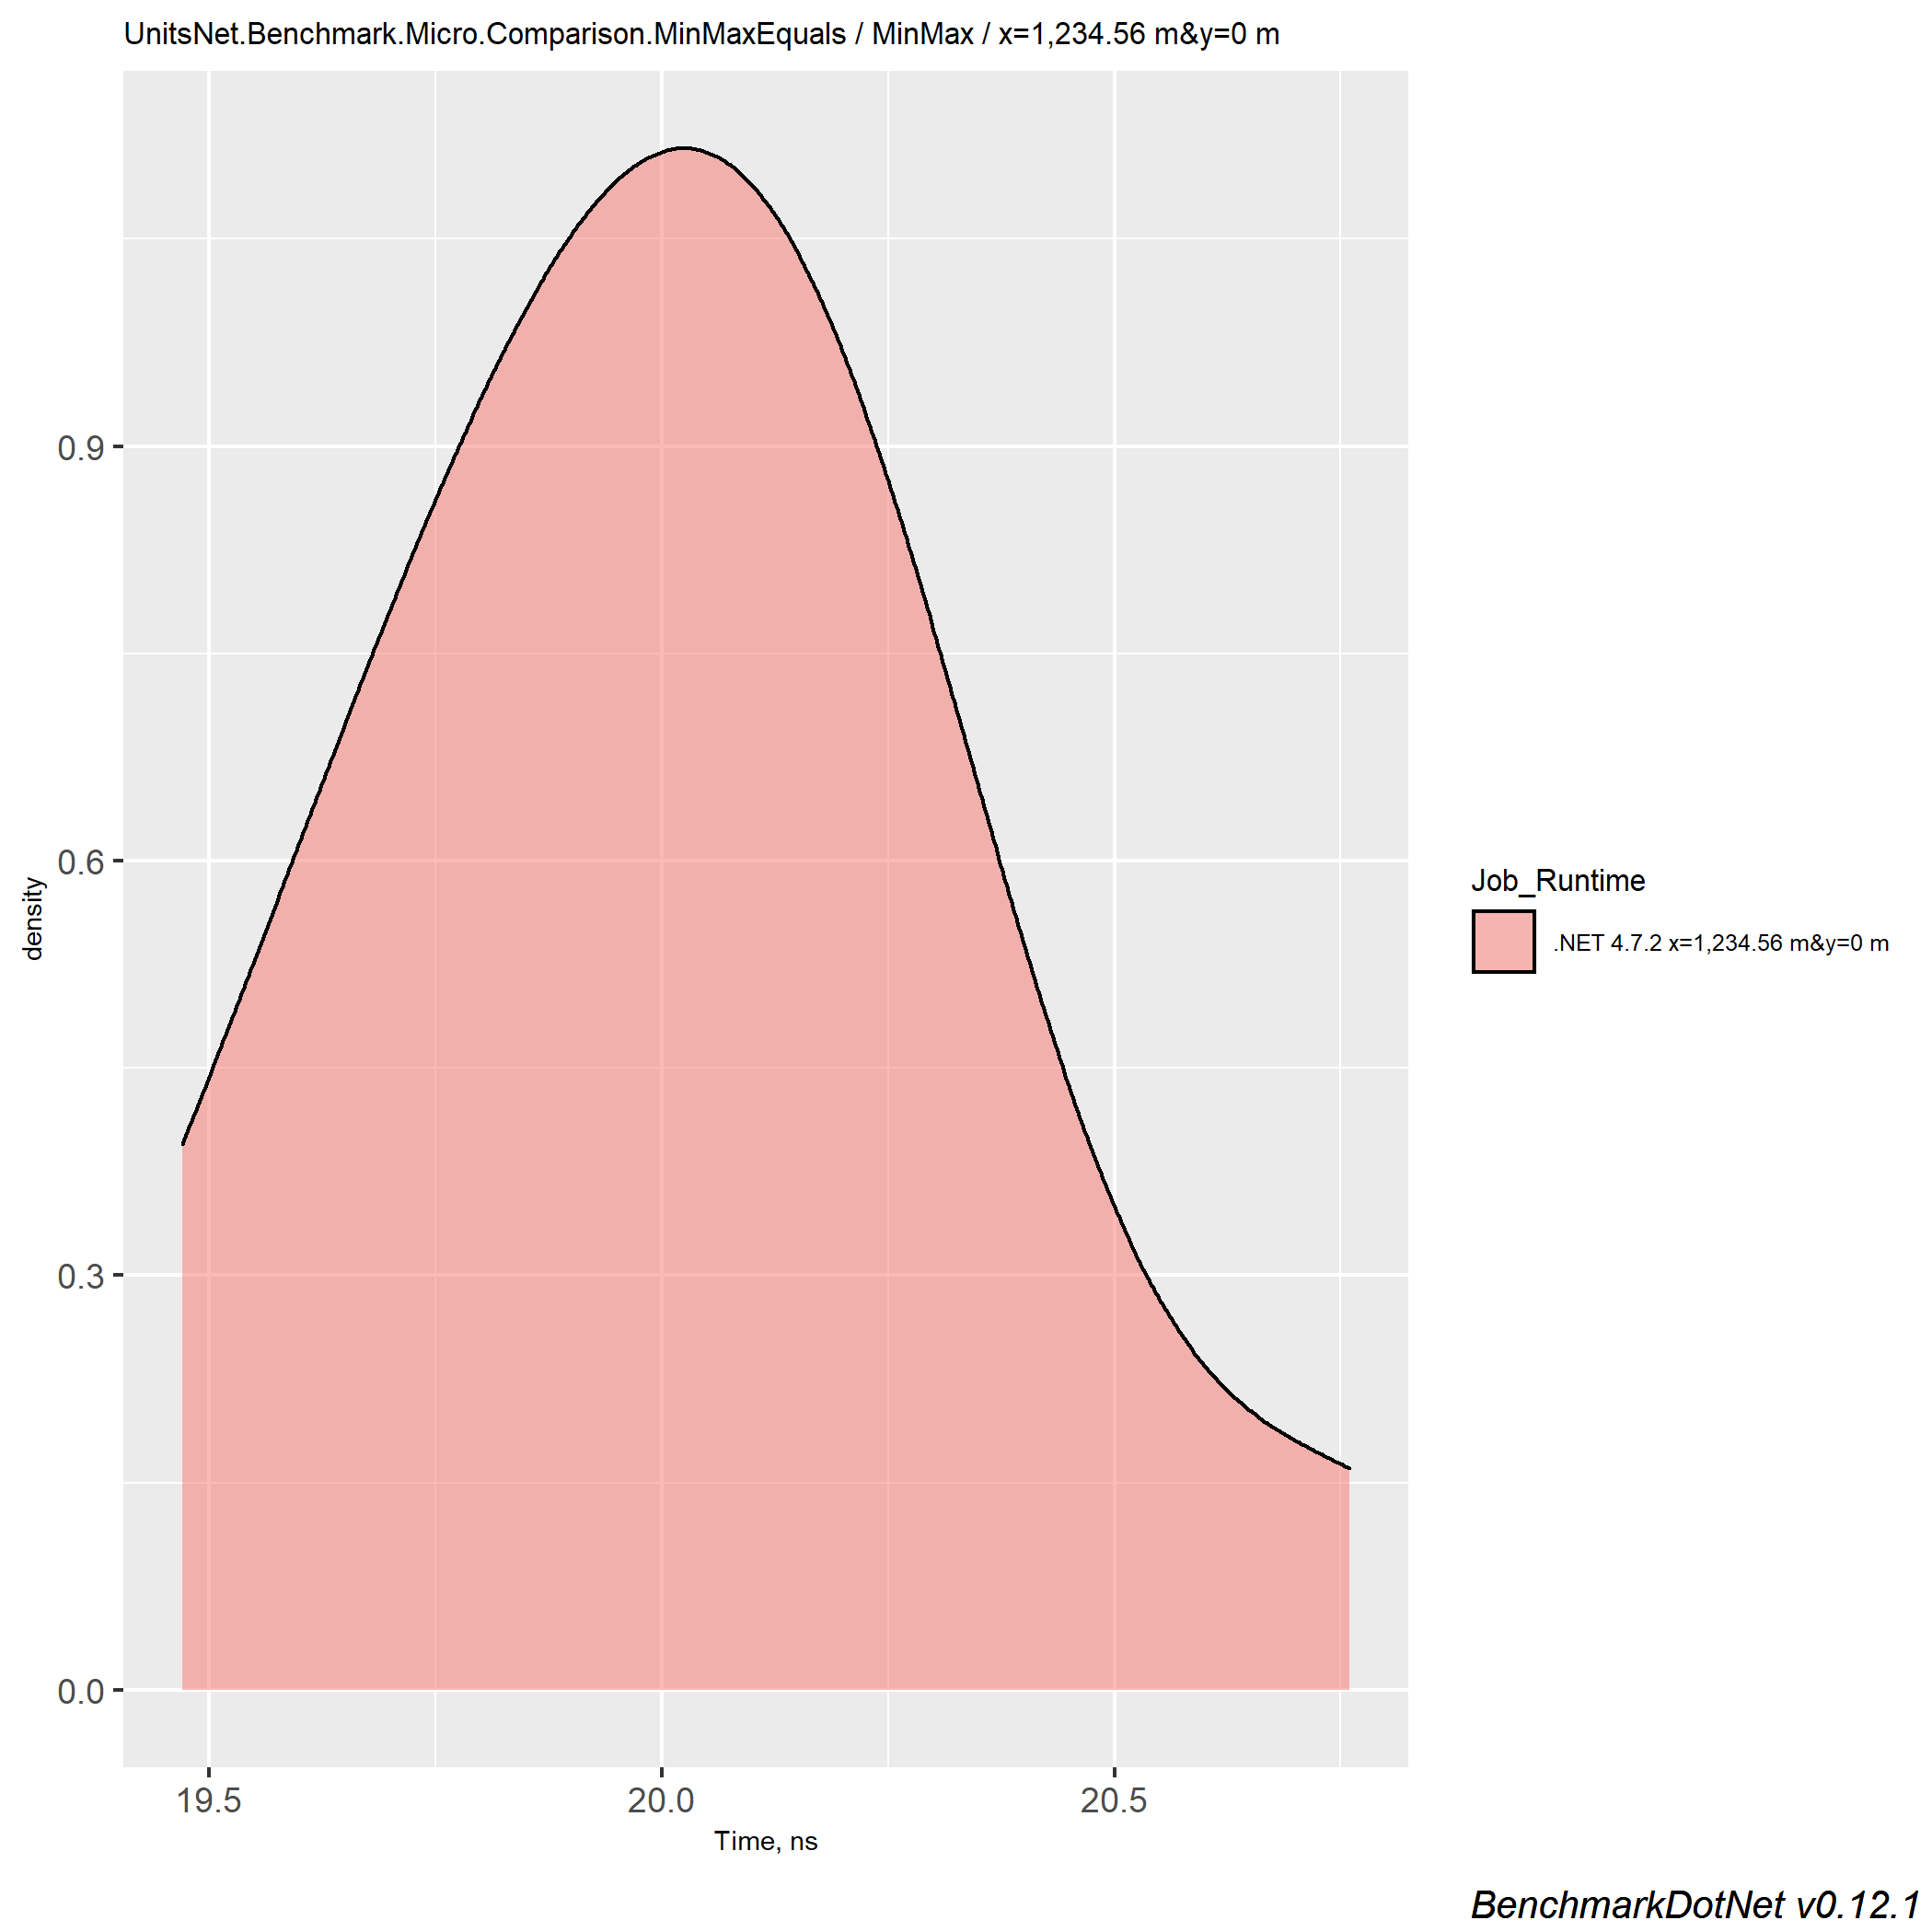 UnitsNet.Benchmark.Micro.Comparison.MinMaxEquals / MinMax / x=1,234.56 m&y=0 m
density
0.9
0.6
0.3
0.0
19.5 20.0 20.5
Time, ns
Job_Runtime
.NET 4.7.2 x=1,234.56 m&y=0 m
BenchmarkDotNet v0.12.1